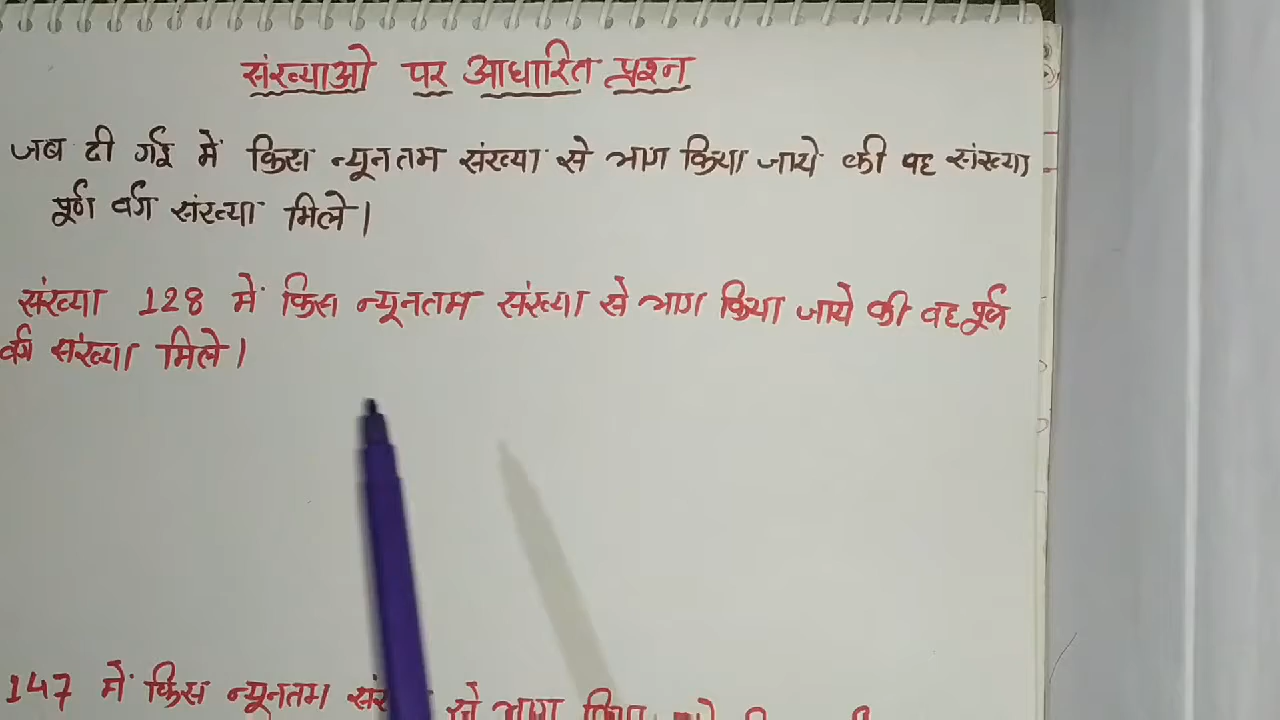 संख्याओ पर आधारित प्रश्न
जब दी गई में किस न्यूनतम संख्या से भाग किया जाये की वह संख्या
पूर्ण वर्ग संख्या मिले।
संख्या 128 में किस न्यूनतम संख्या से भाग किया जाये की वह पूर्ण
वर्ग संख्या मिले।
147 में किस न्यूनतम से भाग किया